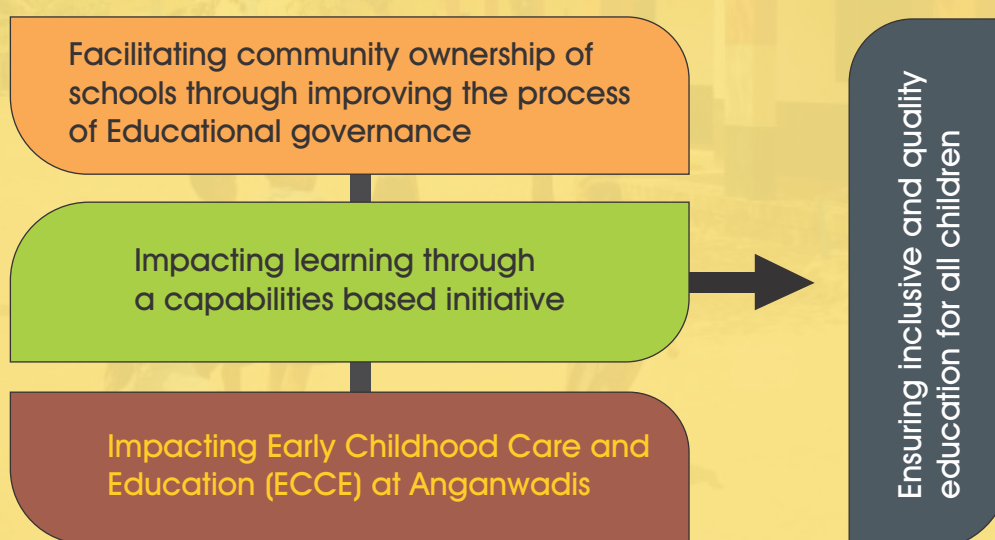 Facilitating community ownership of
schools through improving the process
of Educational governance
Impacting learning through
a capabilities based initiative
Impacting Early Childhood Care and
Education (ECCE) at Anganwadis
Ensuring inclusive and quality
education for all children